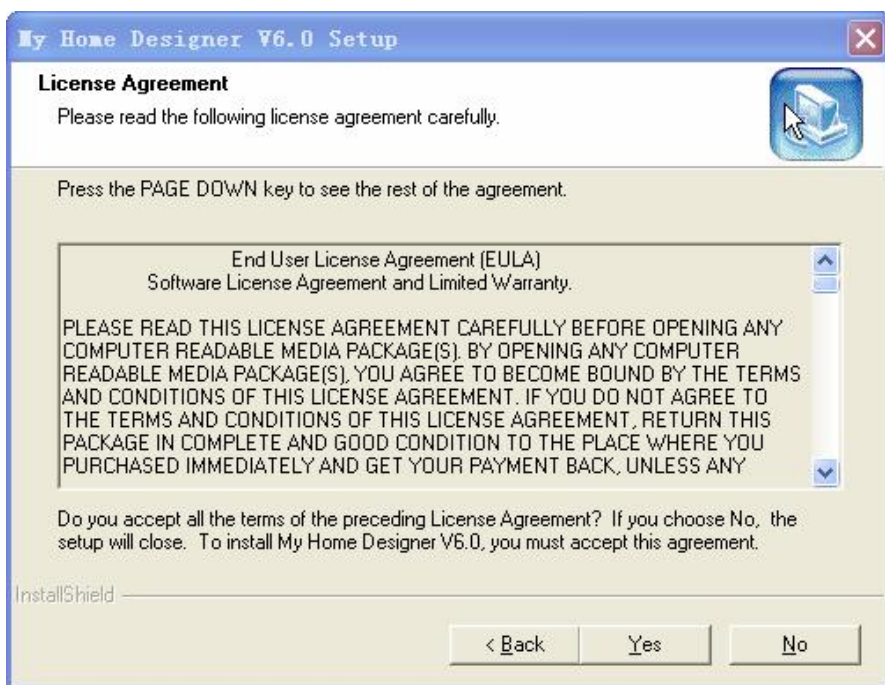 My Home Designer V6.0 Setup
License Agreement
Please read the following license agreement carefully.
Press the PAGE DOWN key to see the rest of the agreement.
End User License Agreement (EULA)
Software License Agreement and Limited Warranty.
PLEASE READ THIS LICENSE AGREEMENT CAREFULLY BEFORE OPENING ANY
COMPUTER READABLE MEDIA PACKAGE(S). BY OPENING ANY COMPUTER
READABLE MEDIA PACKAGE(S), YOU AGREE TO BECOME BOUND BY THE TERMS
AND CONDITIONS OF THIS LICENSE AGREEMENT. IF YOU DO NOT AGREE TO
THE TERMS AND CONDITIONS OF THIS LICENSE AGREEMENT, RETURN THIS
PACKAGE IN COMPLETE AND GOOD CONDITION TO THE PLACE WHERE YOU
PURCHASED IMMEDIATELY AND GET YOUR PAYMENT BACK, UNLESS ANY
Do you accept all the terms of the preceding License Agreement? If you choose No, the
setup will close. To install My Home Designer V6.0, you must accept this agreement.
InstallShield
< Back Yes No